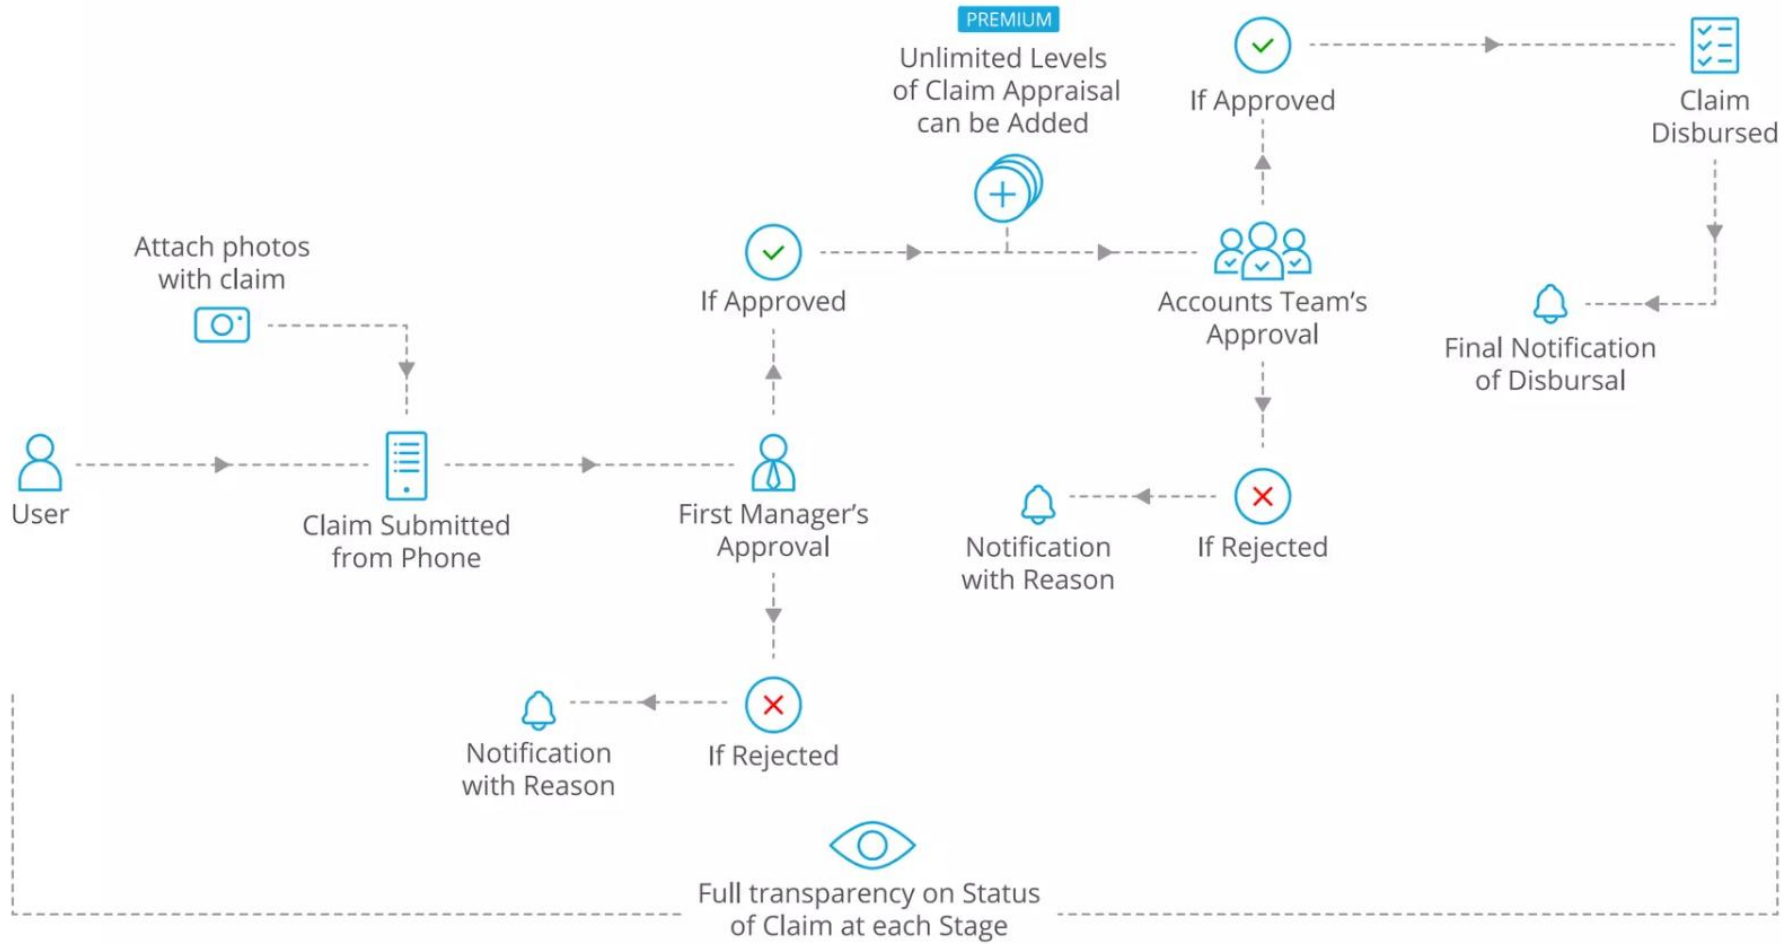 PREMIUM
Unlimited Levels
of Claim Appraisal
can be Added
If Approved
Claim
Disbursed
Attach photos
with claim
If Approved
Accounts Team’s
Approval
Final Notification
of Disbursal
User
Claim Submitted
from Phone
First Manager’s
Approval
Notification
with Reason
If Rejected
Notification
with Reason
If Rejected
Full transparency on Status
of Claim at each Stage